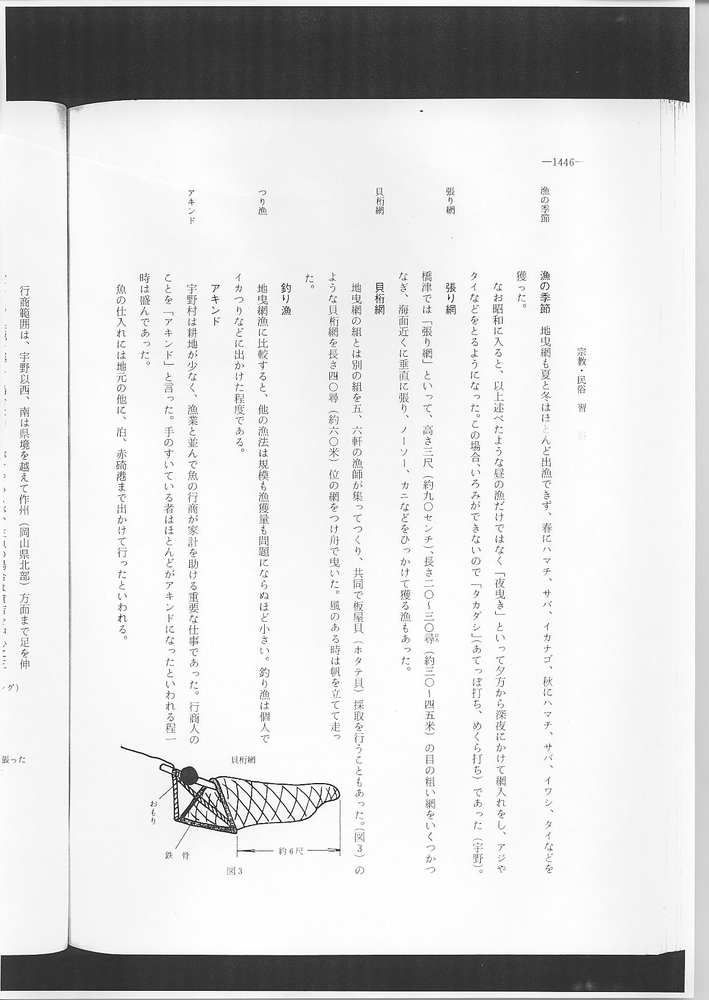 ―1446―
宗教・民俗　習　俗
漁の季節
漁の季節　地曳網も夏と冬はほとんど出漁できず、春にハマチ、サバ、イカナゴ、秋にハマチ、サバ、イワシ、タイなどを
獲った。
なお昭和に入ると、以上述べたような昼の漁だけではなく「夜曳き」といって夕方から深夜にかけて網入れをし、アジや
タイなどをとるようになった。この場合、いろみができないので「タカダシ」（あてっぽ打ち、めくら打ち）であった（宇野）。
張り網
張り網
橋津では「張り網」といって、高さ三尺（約九〇センチ）、長さ二〇～三〇尋（約三〇～四五米）の目の粗い網をいくつかつ
ひろ
なぎ、海面近くに垂直に張り、ノーソー、カニなどをひっかけて獲る漁もあった。
貝桁網
貝桁網
地曳網の組とは別の組を五、六軒の漁師が集ってつくり、共同で板屋貝（ホタテ貝）採取を行うこともあった。（図３）の
ような貝桁網を長さ四〇尋（約六〇米）位の網をつけ舟で曳いた。風のある時は帆を立てて走っ
た。
つり漁
釣り漁
地曳網漁に比較すると、他の漁法は規模も漁獲量も問題にならぬほど小さい。釣り漁は個人で
イカつりなどに出かけた程度である。
アキンド
アキンド
宇野村は耕地が少なく、漁業と並んで魚の行商が家計を助ける重要な仕事であった。行商人の
ことを「アキンド」と言った。手のすいている者はほとんどがアキンドになったといわれる程一
時は盛んであった。
魚の仕入れには地元の他に、泊、赤碕港まで出かけて行ったといわれる。
貝桁網
おもり
鉄　骨
約６尺
図３
行商範囲は、宇野以西、南は県境を越えて作州（岡山県北部）方面まで足を伸
張った